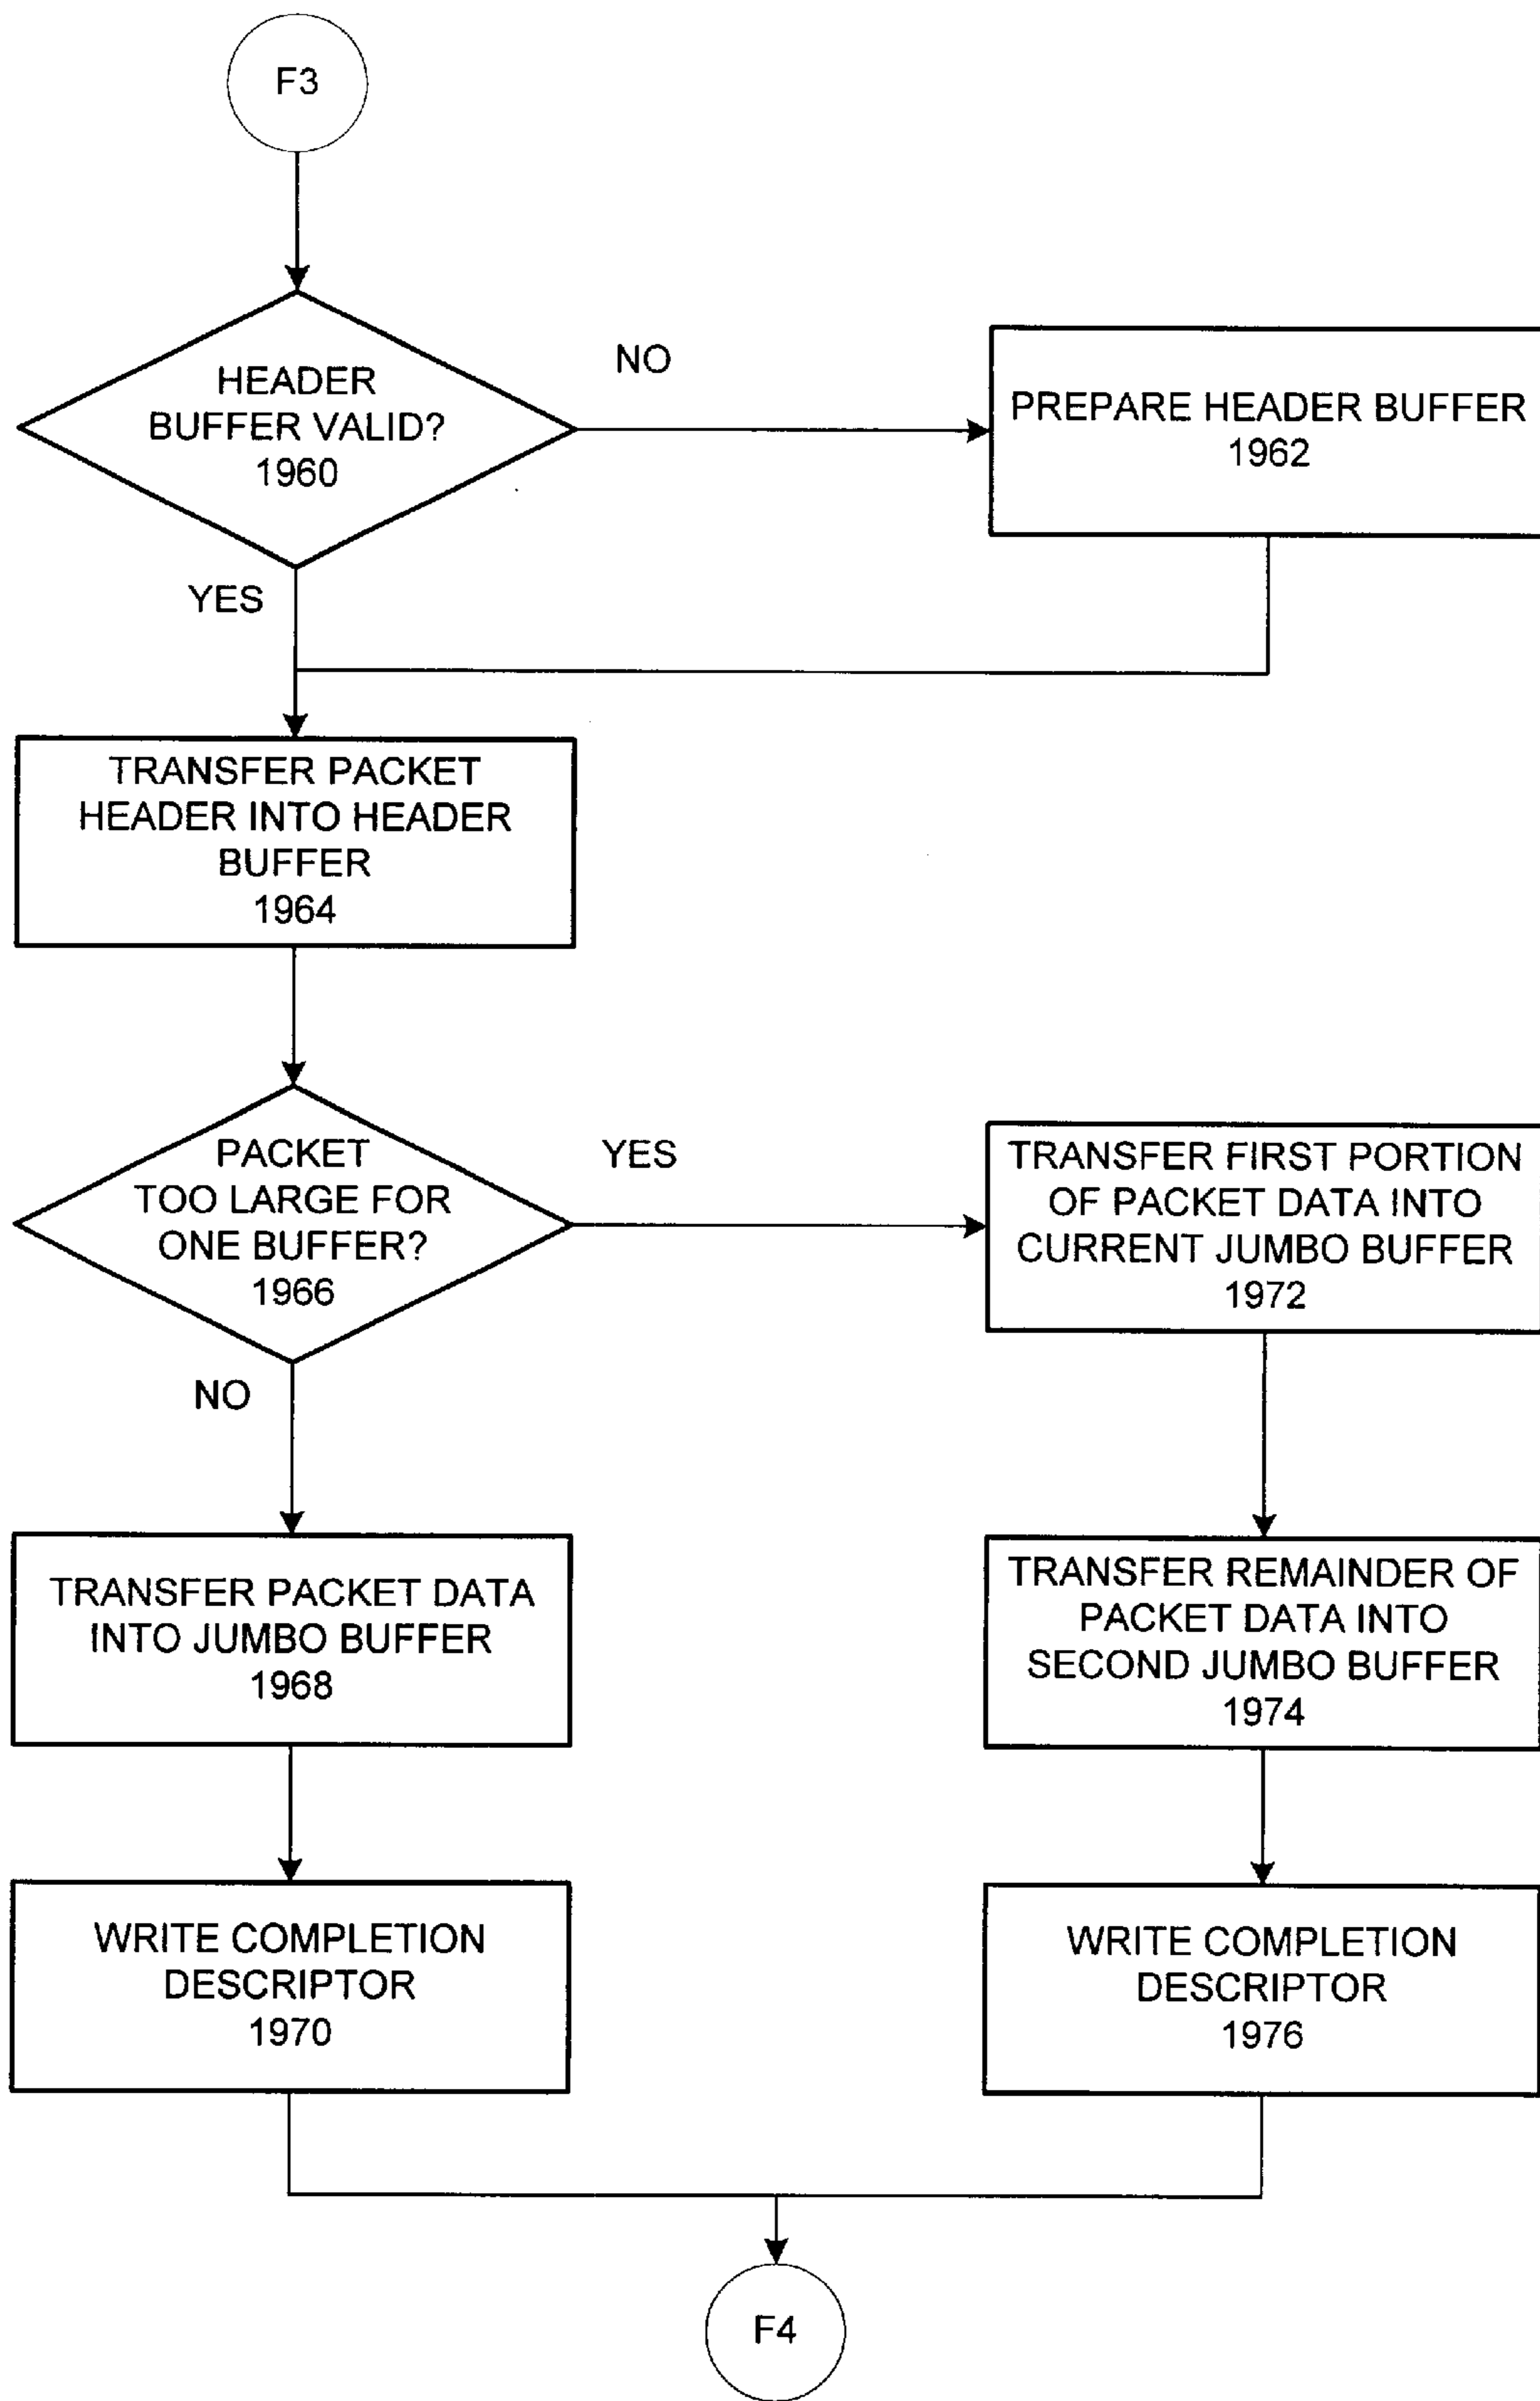 F3
HEADER
BUFFER VALID?
1960
NO
PREPARE HEADER BUFFER
1962
YES
TRANSFER PACKET
HEADER INTO HEADER
BUFFER
1964
PACKET
TOO LARGE FOR
ONE BUFFER?
1966
YES
TRANSFER FIRST PORTION
OF PACKET DATA INTO
CURRENT JUMBO BUFFER
1972
NO
TRANSFER PACKET DATA
INTO JUMBO BUFFER
1968
TRANSFER REMAINDER OF
PACKET DATA INTO
SECOND JUMBO BUFFER
1974
WRITE COMPLETION
DESCRIPTOR
1970
WRITE COMPLETION
DESCRIPTOR
1976
F4